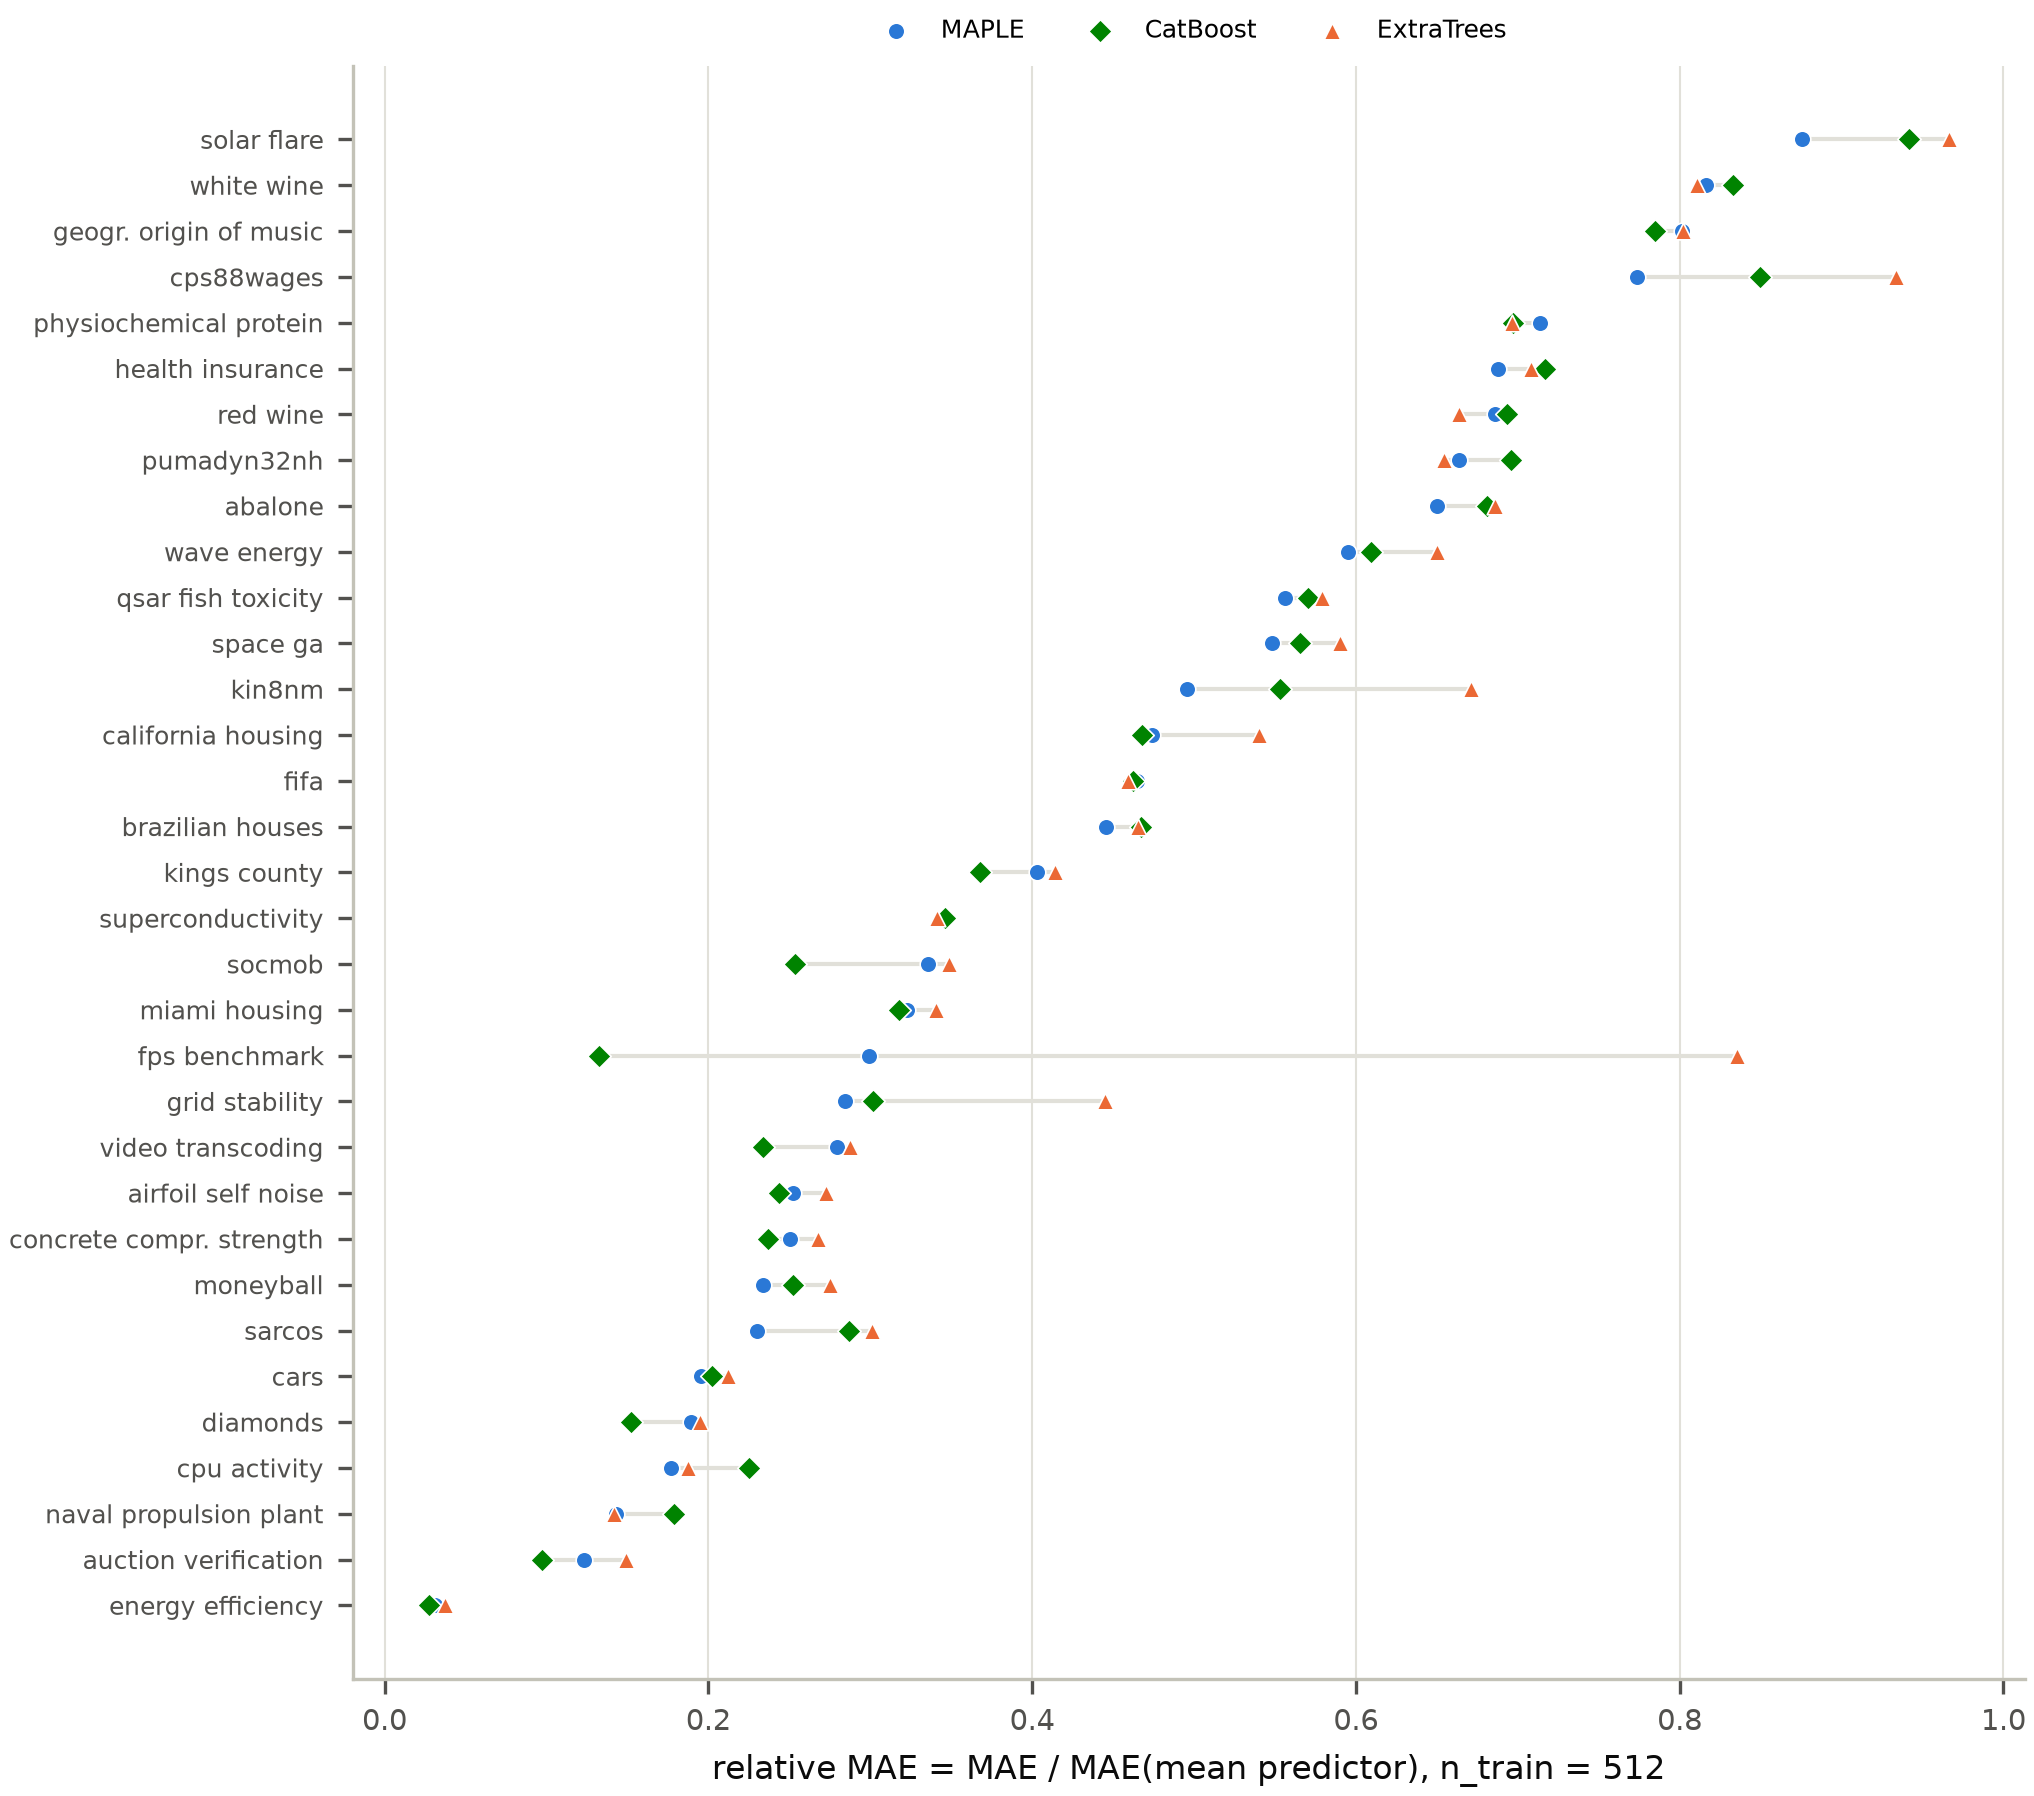 MAPLE CatBoost ExtraTrees
solar flare
white wine
geogr. origin of music
cps88wages
physiochemical protein
health insurance
red wine
pumadyn32nh
abalone
wave energy
qsar fish toxicity
space ga
kin8nm
california housing
fifa
brazilian houses
kings county
superconductivity
socmob
miami housing
fps benchmark
grid stability
video transcoding
airfoil self noise
concrete compr. strength
moneyball
sarcos
cars
diamonds
cpu activity
naval propulsion plant
auction verification
energy efficiency
0.0 0.2 0.4 0.6 0.8 1.0
relative MAE = MAE / MAE(mean predictor), n_train = 512